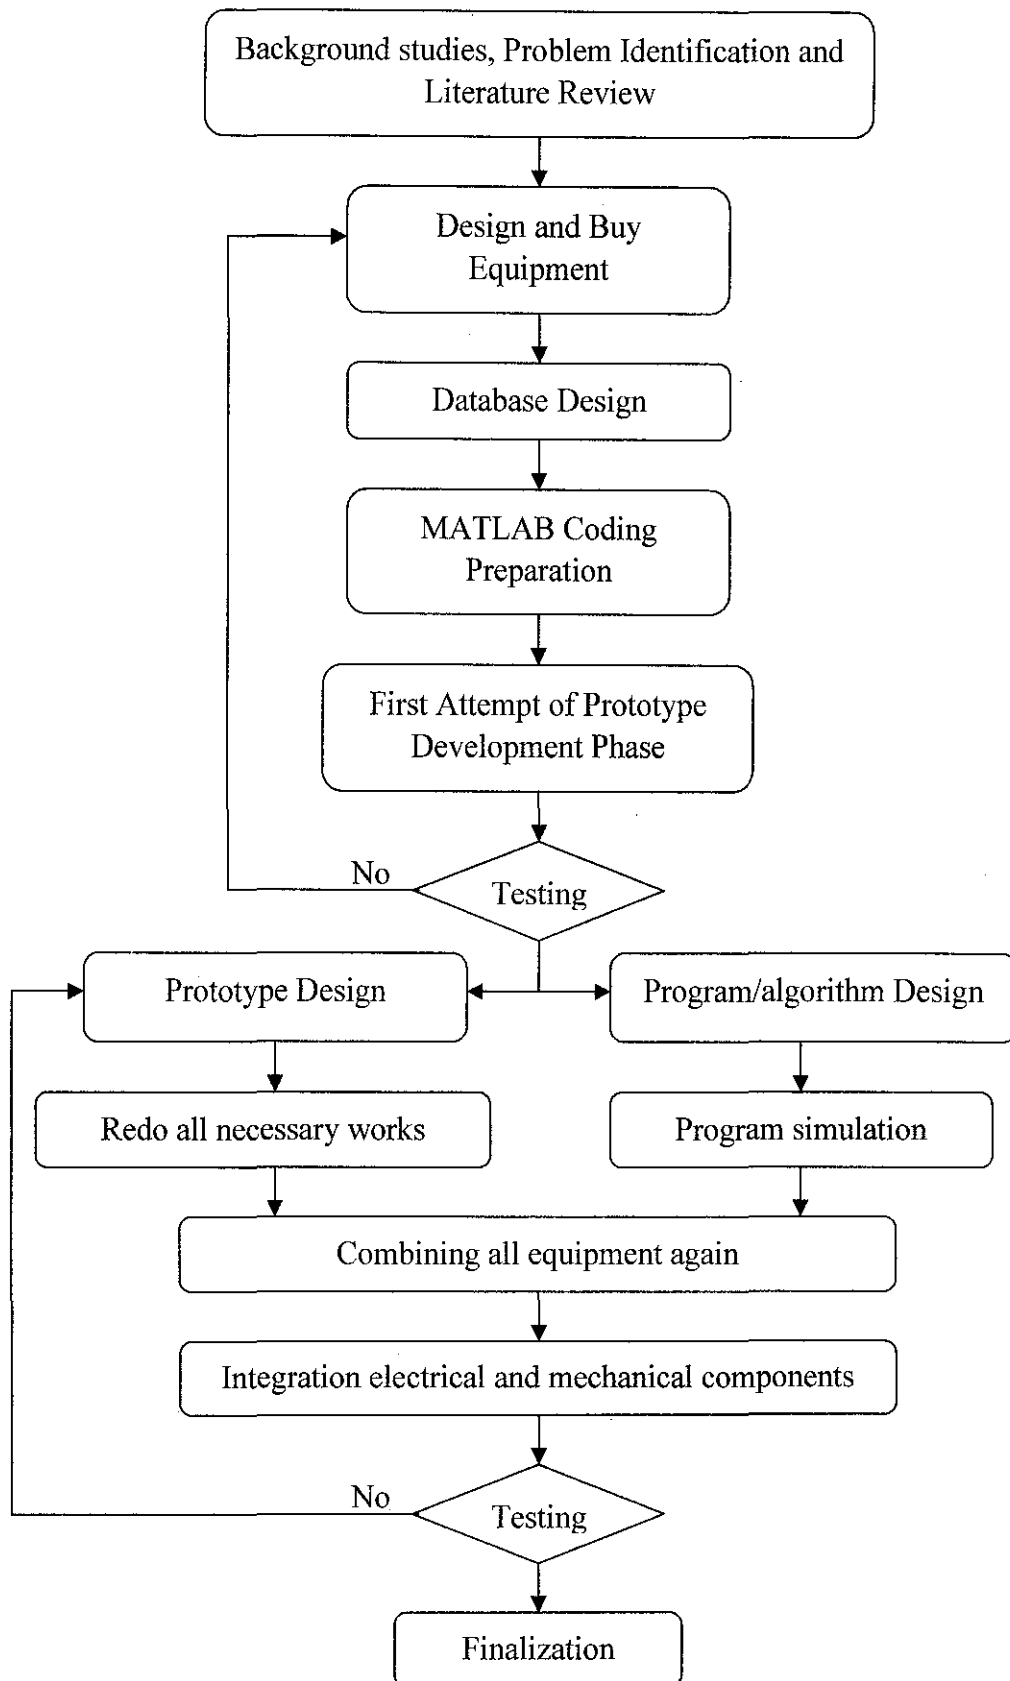 Background studies, Problem Identification and
Literature Review
Design and Buy
Equipment
Database Design
MATLAB Coding
Preparation
First Attempt of Prototype
Development Phase
No
Testing
Prototype Design
Program/algorithm Design
Redo all necessary works
Program simulation
Combining all equipment again
Integration electrical and mechanical components
No
Testing
Finalization